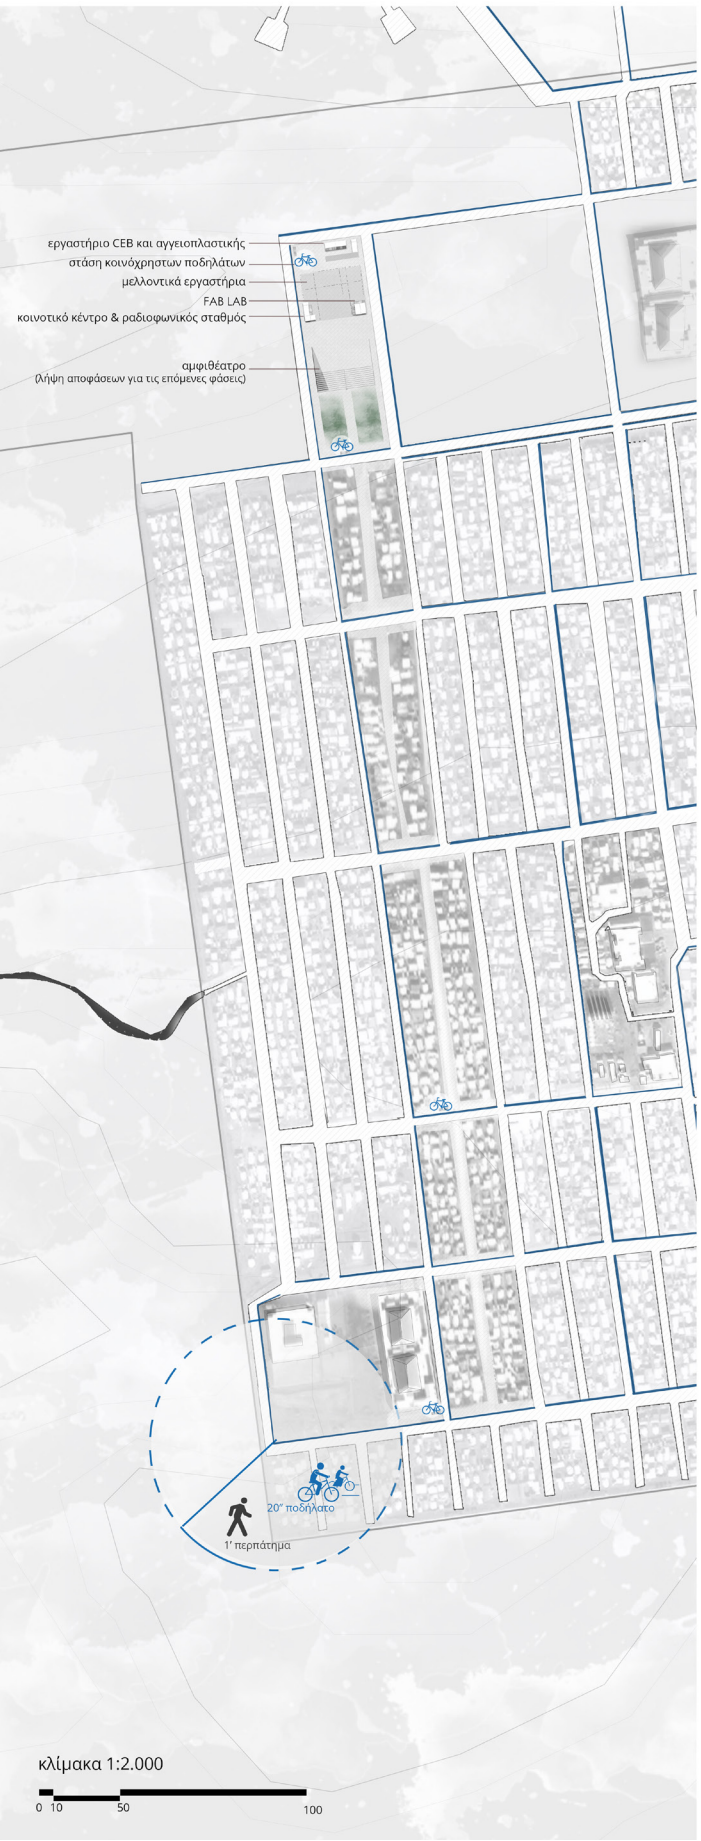 εργαστήριο CEB και αγγειοπλαστικής
στάση κοινόχρηστων ποδηλάτων
μελλοντικά εργαστήρια
FAB LAB
κοινοτικό κέντρο & ραδιοφωνικός σταθμός
αμφιθέατρο
(λήψη αποφάσεων για τις επόμενες φάσεις)
20'' ποδήλατο
1' περπάτημα
κλίμακα 1:2.000
0 10 50 100